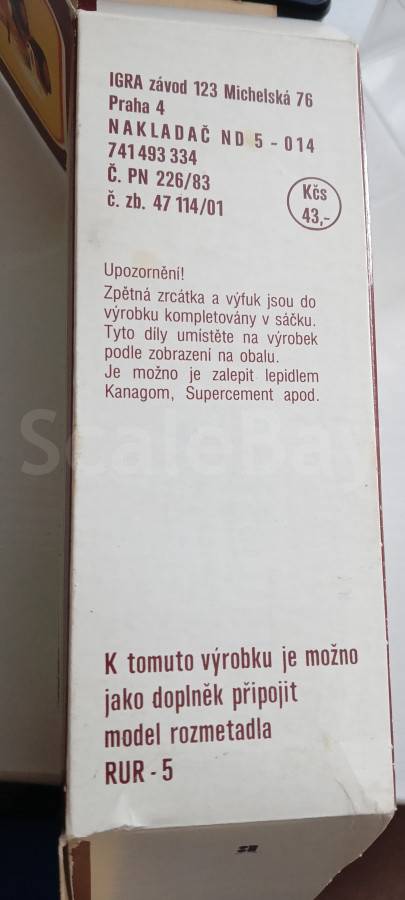 IGRA závod 123 Michelská 76
Praha 4
NAKLADAČ ND 5 - 014
741 493 334
Č. PN 226/83
č. zb. 47 114/01
Kčs
43,-
Upozornění!
Zpětná zrcátka a výfuk jsou do
výrobku kompletovány v sáčku.
Tyto díly umistěte na výrobek
podle zobrazení na obalu.
Je možno je zalepit lepidlem
Kanagom, Supercement apod.
ScaleBay
K tomuto výrobku je možno
jako doplněk připojit
model rozmetadla
RUR - 5